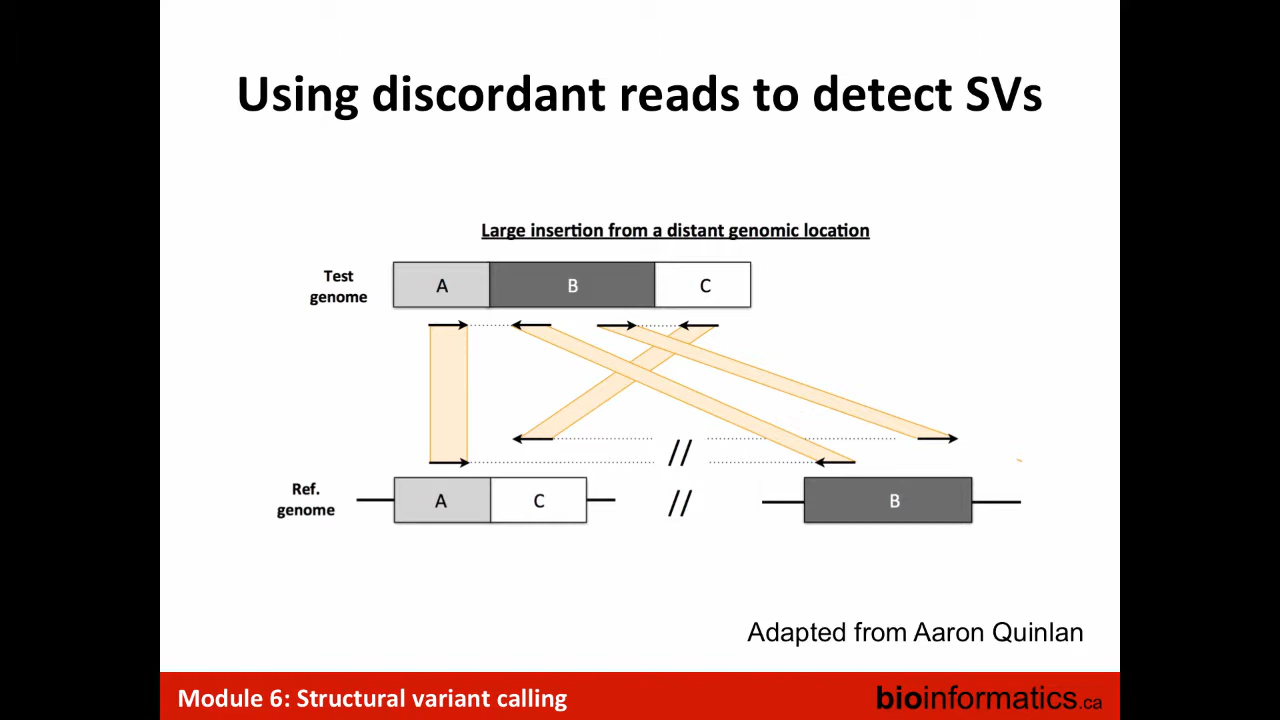 Using discordant reads to detect SVs
Large insertion from a distant genomic location
Test
genome
A B C
//
Ref.
genome
A C // B
Adapted from Aaron Quinlan
Module 6: Structural variant calling
bioinformatics.ca